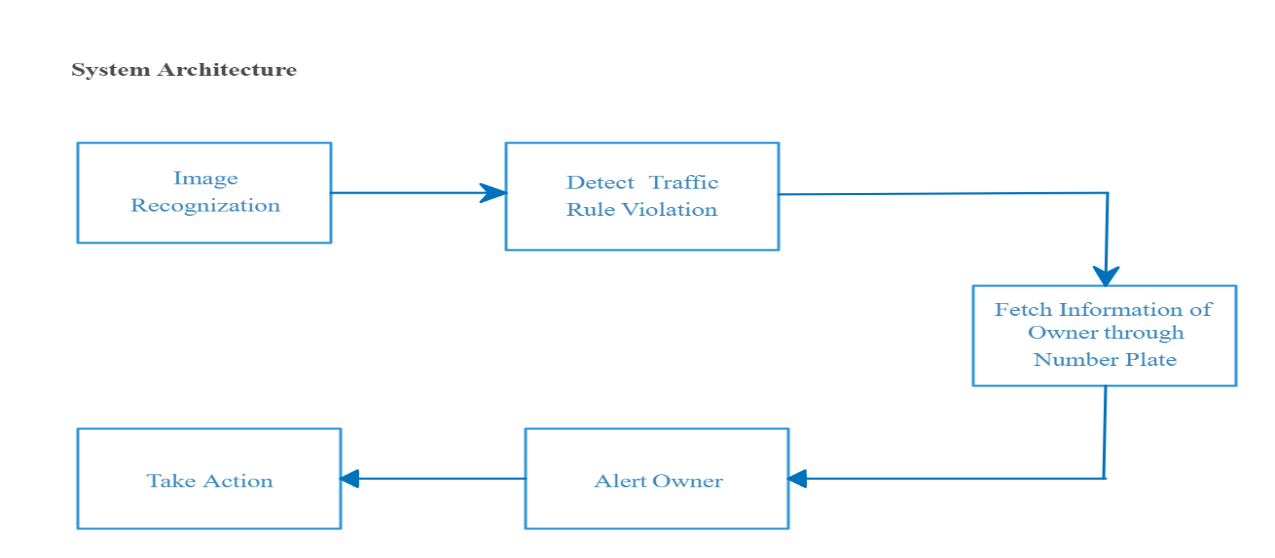 System Architecture
Image
Recognization
Detect Traffic
Rule Violation
Fetch Information of
Owner through
Number Plate
Alert Owner
Take Action